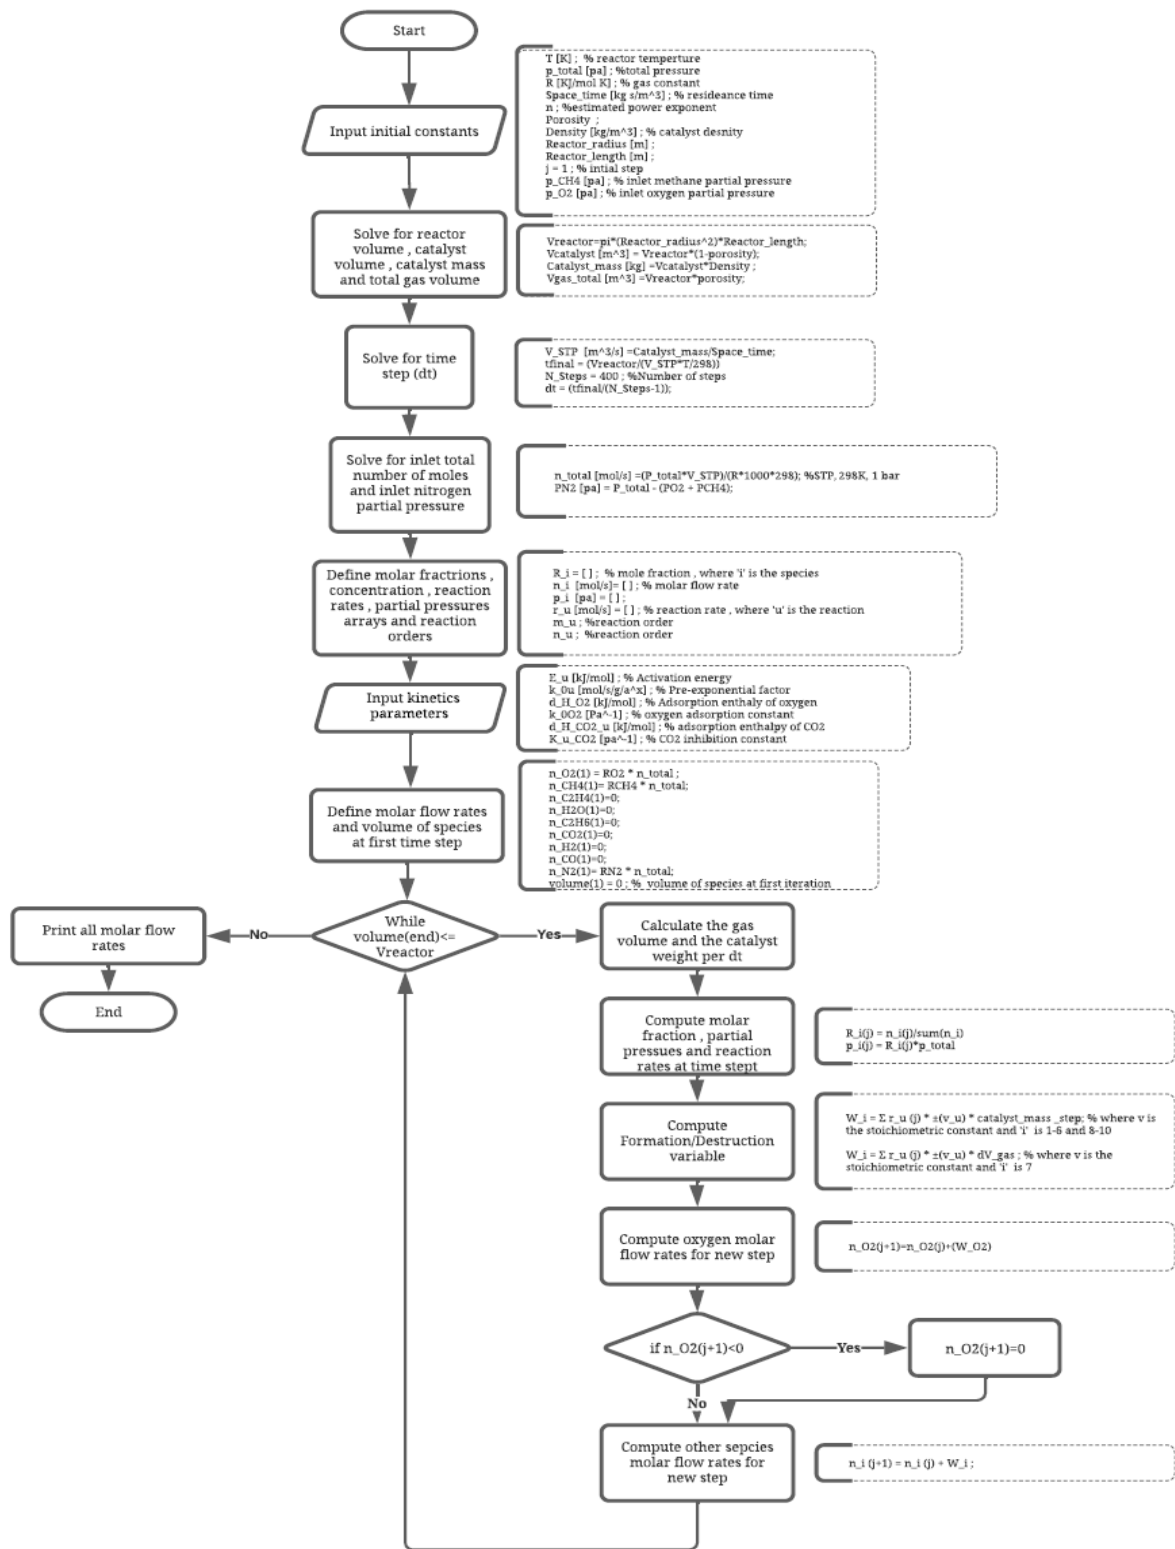 Start
T [K] ; % reactor temperture
p_total [pa] ; %total pressure
R [KJ/mol K] ; % gas constant
Space_time [kg s/m^3] ; % resideance time
n ; %estimated power exponent
Porosity ;
Density [kg/m^3] ; % catalyst desnity
Reactor_radius [m] ;
Reactor_length [m] ;
j = 1 ; % intial step
p_CH4 [pa] ; % inlet methane partial pressure
p_O2 [pa] ; % inlet oxygen partial pressure
Input initial constants
Solve for reactor
volume , catalyst
volume , catalyst mass
and total gas volume
Vreactor=pi*(Reactor_radius^2)*Reactor_length;
Vcatalyst [m^3] = Vreactor*(1-porosity);
Catalyst_mass [kg] =Vcatalyst*Density ;
Vgas_total [m^3] =Vreactor*porosity;
Solve for time
step (dt)
V_STP [m^3/s] =Catalyst_mass/Space_time;
tfinal = (Vreactor/(V_STP*T/298))
N_Steps = 400 ; %Number of steps
dt = (tfinal/(N_Steps-1));
Solve for inlet total
number of moles
and inlet nitrogen
partial pressure
n_total [mol/s] =(P_total*V_STP)/(R*1000*298); %STP, 298K, 1 bar
PN2 [pa] = P_total - (PO2 + PCH4);
Define molar fractrions ,
concentration , reaction
rates , partial pressures
arrays and reaction
orders
R_i = [ ] ; % mole fraction , where 'i' is the species
n_i [mol/s]= [ ] ; % molar flow rate
p_i [pa] = [ ] ;
r_u [mol/s] = [ ] ; % reaction rate , where 'u' is the reaction
m_u ; %reaction order
n_u ; %reaction order
Input kinetics
parameters
E_u [kJ/mol] ; % Activation energy
k_0u [mol/s/g/a^x] ; % Pre-exponential factor
d_H_O2 [kJ/mol] ; % Adsorption enthaly of oxygen
k_0O2 [Pa^-1] ; % oxygen adsorption constant
d_H_CO2_u [kJ/mol] ; % adsorption enthalpy of CO2
K_u_CO2 [pa^-1] ; % CO2 inhibition constant
Define molar flow rates
and volume of species
at first time step
n_O2(1) = RO2 * n_total ;
n_CH4(1)= RCH4 * n_total;
n_C2H4(1)=0;
n_H2O(1)=0;
n_C2H6(1)=0;
n_CO2(1)=0;
n_H2(1)=0;
n_CO(1)=0;
n_N2(1)= RN2 * n_total;
volume(1) = 0 ; % volume of species at first iteration
While
volume(end)<=
Vreactor
No
Print all molar flow
rates
End
Yes
Calculate the gas
volume and the catalyst
weight per dt
Compute molar
fraction , partial
pressues and reaction
rates at time stept
R_i(j) = n_i(j)/sum(n_i)
p_i(j) = R_i(j)*p_total
Compute
Formation/Destruction
variable
W_i = Σ r_u (j) * ±(v_u) * catalyst_mass _step; % where v is
the stoichiometric constant and 'i' is 1-6 and 8-10
W_i = Σ r_u (j) * ±(v_u) * dV_gas ; % where v is the
stoichiometric constant and 'i' is 7
Compute oxygen molar
flow rates for new step
n_O2(j+1)=n_O2(j)+(W_O2)
if n_O2(j+1)<0
Yes
n_O2(j+1)=0
No
Compute other sepcies
molar flow rates for
new step
n_i (j+1) = n_i (j) + W_i ;